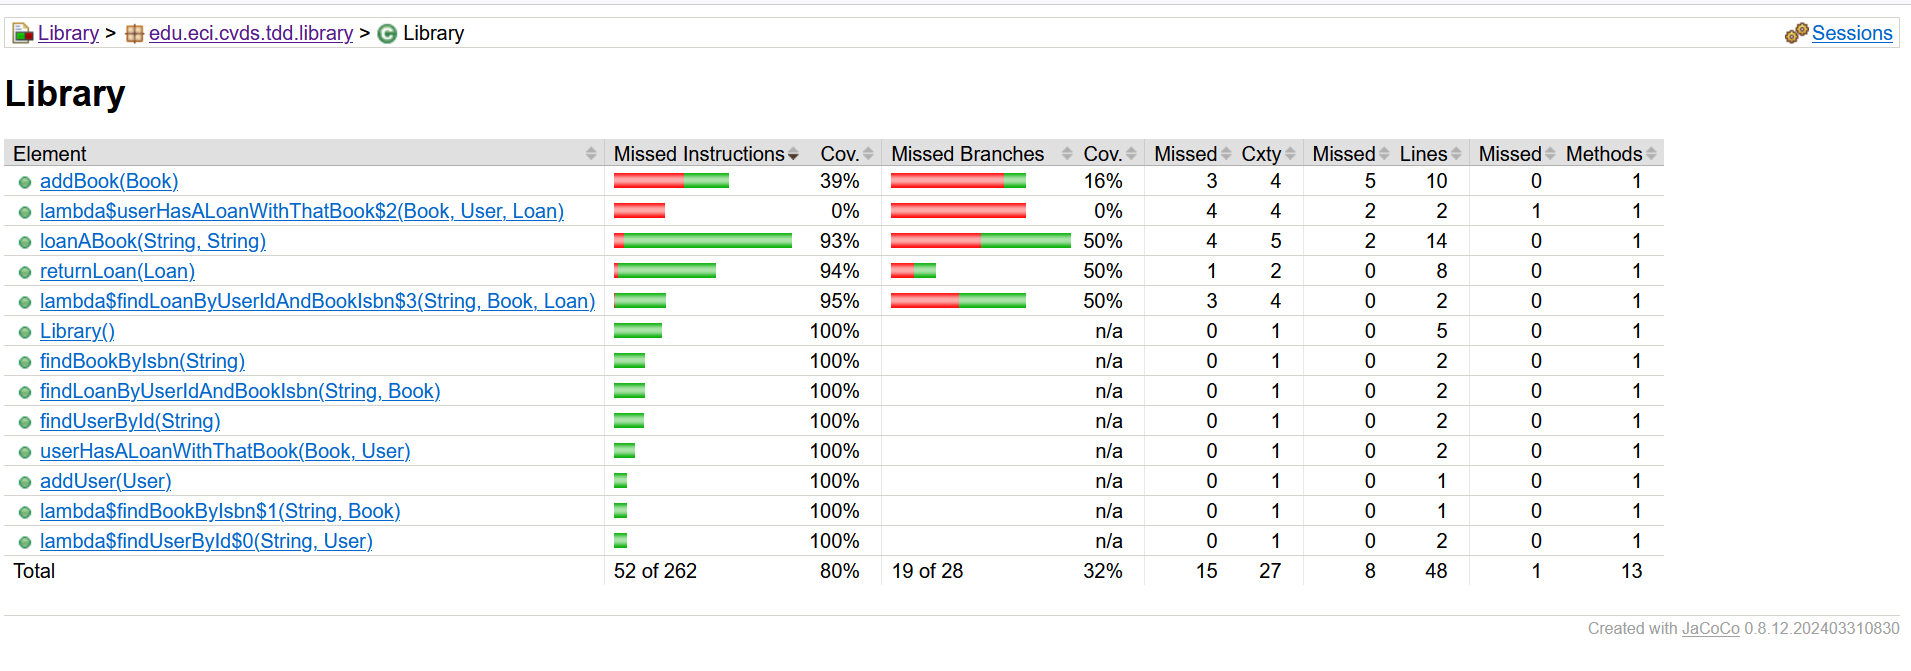 Library > edu.eci.cvds.tdd.library > Library Sessions
Library
Element Missed Instructions Cov. Missed Branches Cov. Missed Cxty Missed Lines Missed Methods
addBook(Book) 39% 16% 3 4 5 10 0 1
lambda$userHasALoanWithThatBook$2(Book, User, Loan) 0% 0% 4 4 2 2 1 1
loanABook(String, String) 93% 50% 4 5 2 14 0 1
returnLoan(Loan) 94% 50% 1 2 0 8 0 1
lambda$findLoanByUserIdAndBookIsbn$3(String, Book, Loan) 95% 50% 3 4 0 2 0 1
Library() 100% n/a 0 1 0 5 0 1
findBookByIsbn(String) 100% n/a 0 1 0 2 0 1
findLoanByUserIdAndBookIsbn(String, Book) 100% n/a 0 1 0 2 0 1
findUserById(String) 100% n/a 0 1 0 2 0 1
userHasALoanWithThatBook(Book, User) 100% n/a 0 1 0 2 0 1
addUser(User) 100% n/a 0 1 0 1 0 1
lambda$findBookByIsbn$1(String, Book) 100% n/a 0 1 0 1 0 1
lambda$findUserById$0(String, User) 100% n/a 0 1 0 2 0 1
Total 52 of 262 80% 19 of 28 32% 15 27 8 48 1 13
Created with JaCoCo 0.8.12.202403310830